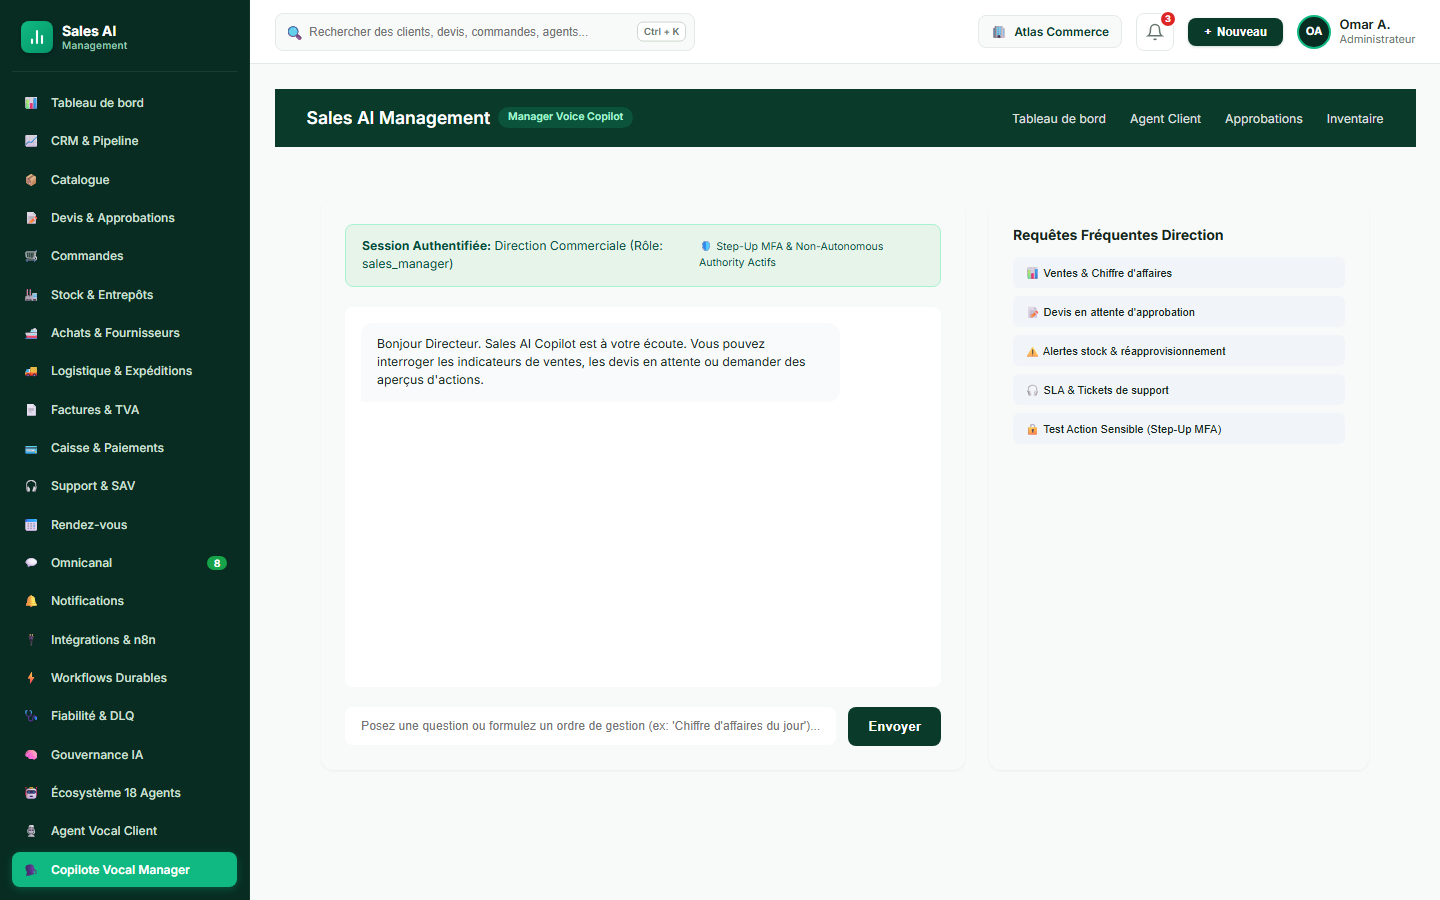 Sales AI
Management
Tableau de bord
CRM & Pipeline
Catalogue
Devis & Approbations
Commandes
Stock & Entrepôts
Achats & Fournisseurs
Logistique & Expéditions
Factures & TVA
Caisse & Paiements
Support & SAV
Rendez-vous
Omnicanal 8
Notifications
Intégrations & n8n
Workflows Durables
Fiabilité & DLQ
Gouvernance IA
Écosystème 18 Agents
Agent Vocal Client
Copilote Vocal Manager
Rechercher des clients, devis, commandes, agents... Ctrl + K
Atlas Commerce
3
+ Nouveau
OA
Omar A.
Administrateur
Sales AI Management Manager Voice Copilot
Tableau de bord Agent Client Approbations Inventaire
Session Authentifiée: Direction Commerciale (Rôle:
sales_manager)
Step-Up MFA & Non-Autonomous
Authority Actifs
Bonjour Directeur. Sales AI Copilot est à votre écoute. Vous pouvez
interroger les indicateurs de ventes, les devis en attente ou demander des
aperçus d'actions.
Posez une question ou formulez un ordre de gestion (ex: 'Chiffre d'affaires du jour')...
Envoyer
Requêtes Fréquentes Direction
Ventes & Chiffre d'affaires
Devis en attente d'approbation
Alertes stock & réapprovisionnement
SLA & Tickets de support
Test Action Sensible (Step-Up MFA)